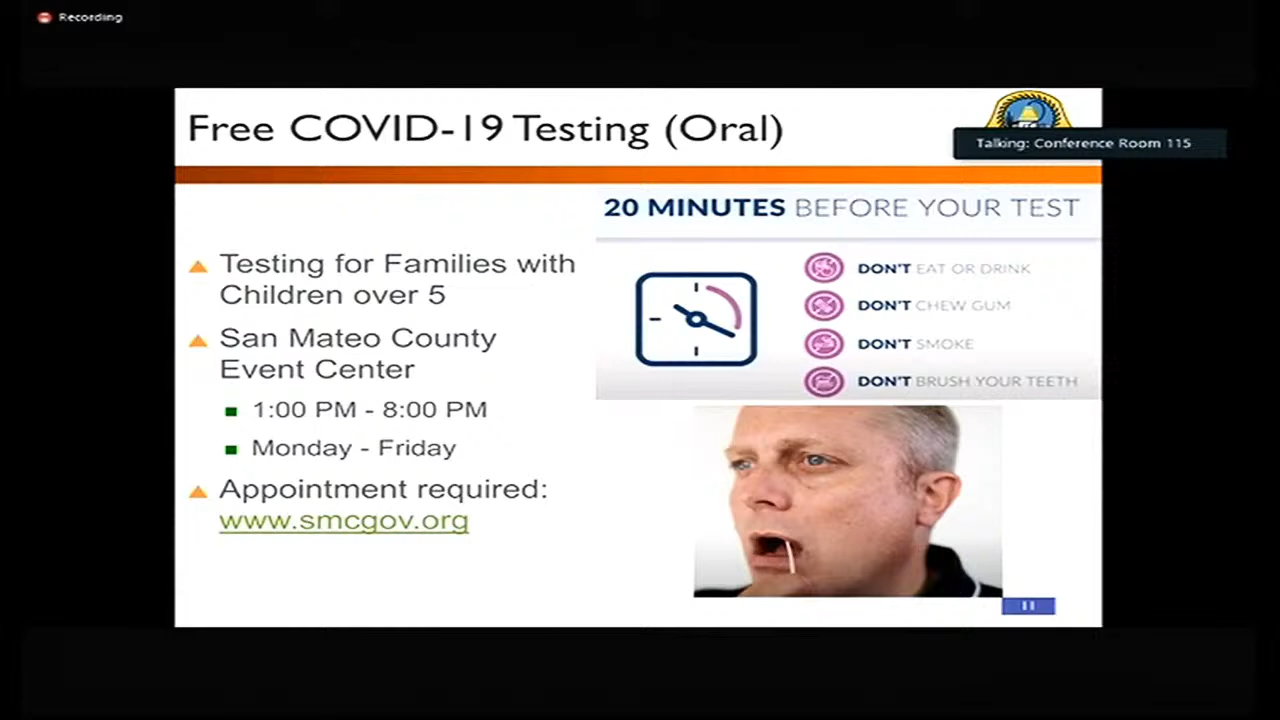 Recording
Free COVID-19 Testing (Oral)
Talking: Conference Room 115
20 MINUTES BEFORE YOUR TEST
Testing for Families with
Children over 5
San Mateo County
Event Center
1:00 PM - 8:00 PM
Monday - Friday
Appointment required:
www.smcgov.org
DON'T EAT OR DRINK
DON'T CHEW GUM
DON'T SMOKE
DON'T BRUSH YOUR TEETH
11